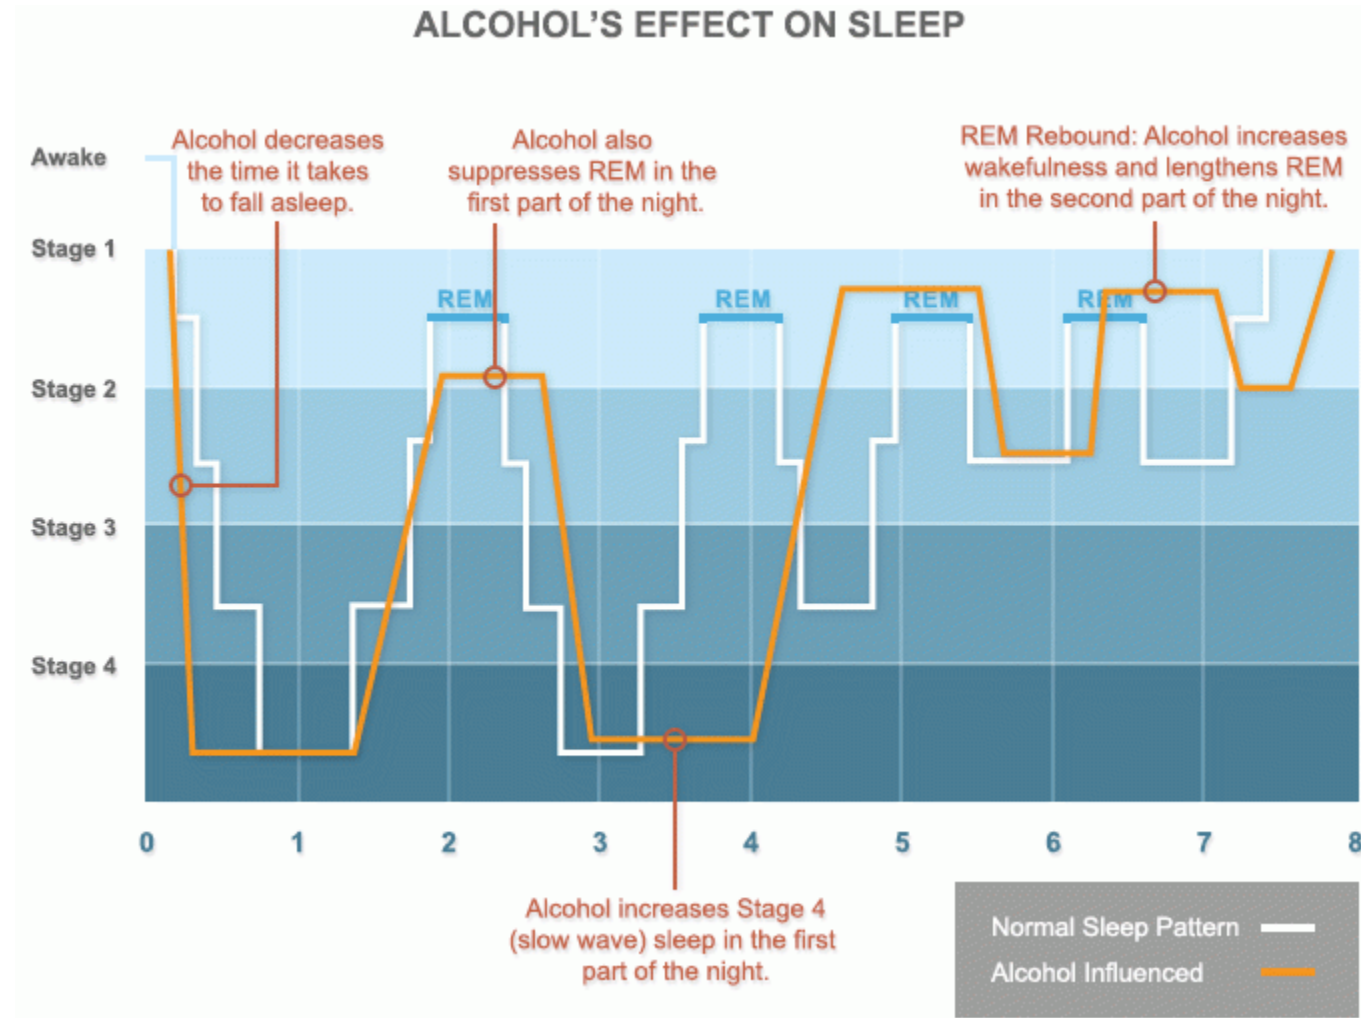 ALCOHOL'S EFFECT ON SLEEP
Alcohol decreases
the time it takes
to fall asleep.
Alcohol also
suppresses REM in the
first part of the night.
REM Rebound: Alcohol increases
wakefulness and lengthens REM
in the second part of the night.
Awake
Stage 1
REM
REM
REM
REM
Stage 2
Stage 3
Stage 4
0 1 2 3 4 5 6 7 8
Alcohol increases Stage 4
(slow wave) sleep in the first
part of the night.
Normal Sleep Pattern
Alcohol Influenced